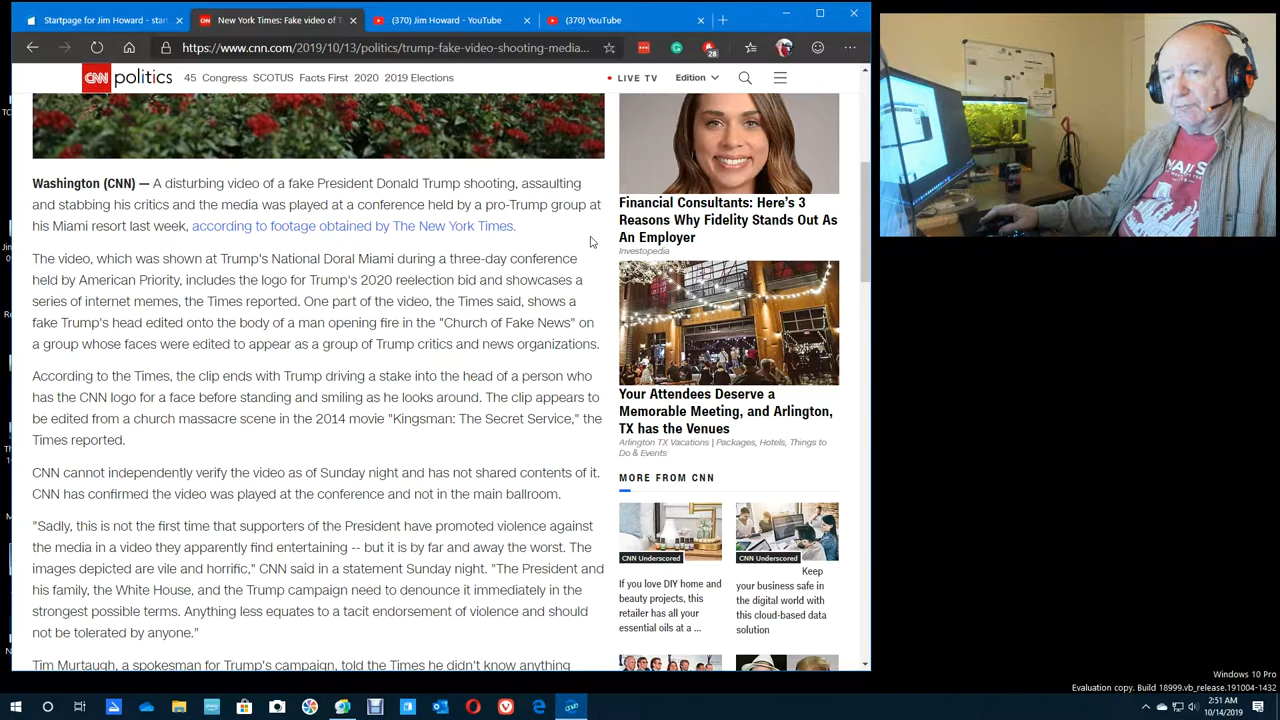 Startpage for Jim Howard - star
New York Times: Fake video of T
(370) Jim Howard - YouTube
(370) YouTube
https://www.cnn.com/2019/10/13/politics/trump-fake-video-shooting-media...
28
CNN politics 45 Congress SCOTUS Facts First 2020 2019 Elections
LIVE TV Edition
Washington (CNN) — A disturbing video of a fake President Donald Trump shooting, assaulting
and stabbing his critics and the media was played at a conference held by a pro-Trump group at
his Miami resort last week, according to footage obtained by The New York Times.
The video, which was shown at Trump's National Doral Miami during a three-day conference
held by American Priority, includes the logo for Trump's 2020 reelection bid and showcases a
series of internet memes, the Times reported. One part of the video, the Times said, shows a
fake Trump's head edited onto the body of a man opening fire in the "Church of Fake News" on
a group whose faces were edited to appear as a group of Trump critics and news organizations.
According to the Times, the clip ends with Trump driving a stake into the head of a person who
has the CNN logo for a face before standing and smiling as he looks around. The clip appears to
be edited from a church massacre scene in the 2014 movie "Kingsman: The Secret Service," the
Times reported.
CNN cannot independently verify the video as of Sunday night and has not shared contents of it.
CNN has confirmed the video was played at the conference and not in the main ballroom.
"Sadly, this is not the first time that supporters of the President have promoted violence against
the media in a video they apparently find entertaining -- but it is by far and away the worst. The
images depicted are vile and horrific," CNN said in a statement Sunday night. "The President and
his family, the White House, and the Trump campaign need to denounce it immediately in the
strongest possible terms. Anything less equates to a tacit endorsement of violence and should
not be tolerated by anyone."
Tim Murtaugh, a spokesman for Trump's campaign, told the Times he didn't know anything
Financial Consultants: Here's 3
Reasons Why Fidelity Stands Out As
An Employer
Investopedia
Your Attendees Deserve a
Memorable Meeting, and Arlington,
TX has the Venues
Arlington TX Vacations | Packages, Hotels, Things to
Do & Events
MORE FROM CNN
CNN Underscored
If you love DIY home and
beauty projects, this
retailer has all your
essential oils at a ...
CNN Underscored
Keep
your business safe in
the digital world with
this cloud-based data
solution
Windows 10 Pro
Evaluation copy. Build 18999.vb_release.191004-1432
2:51 AM
10/14/2019